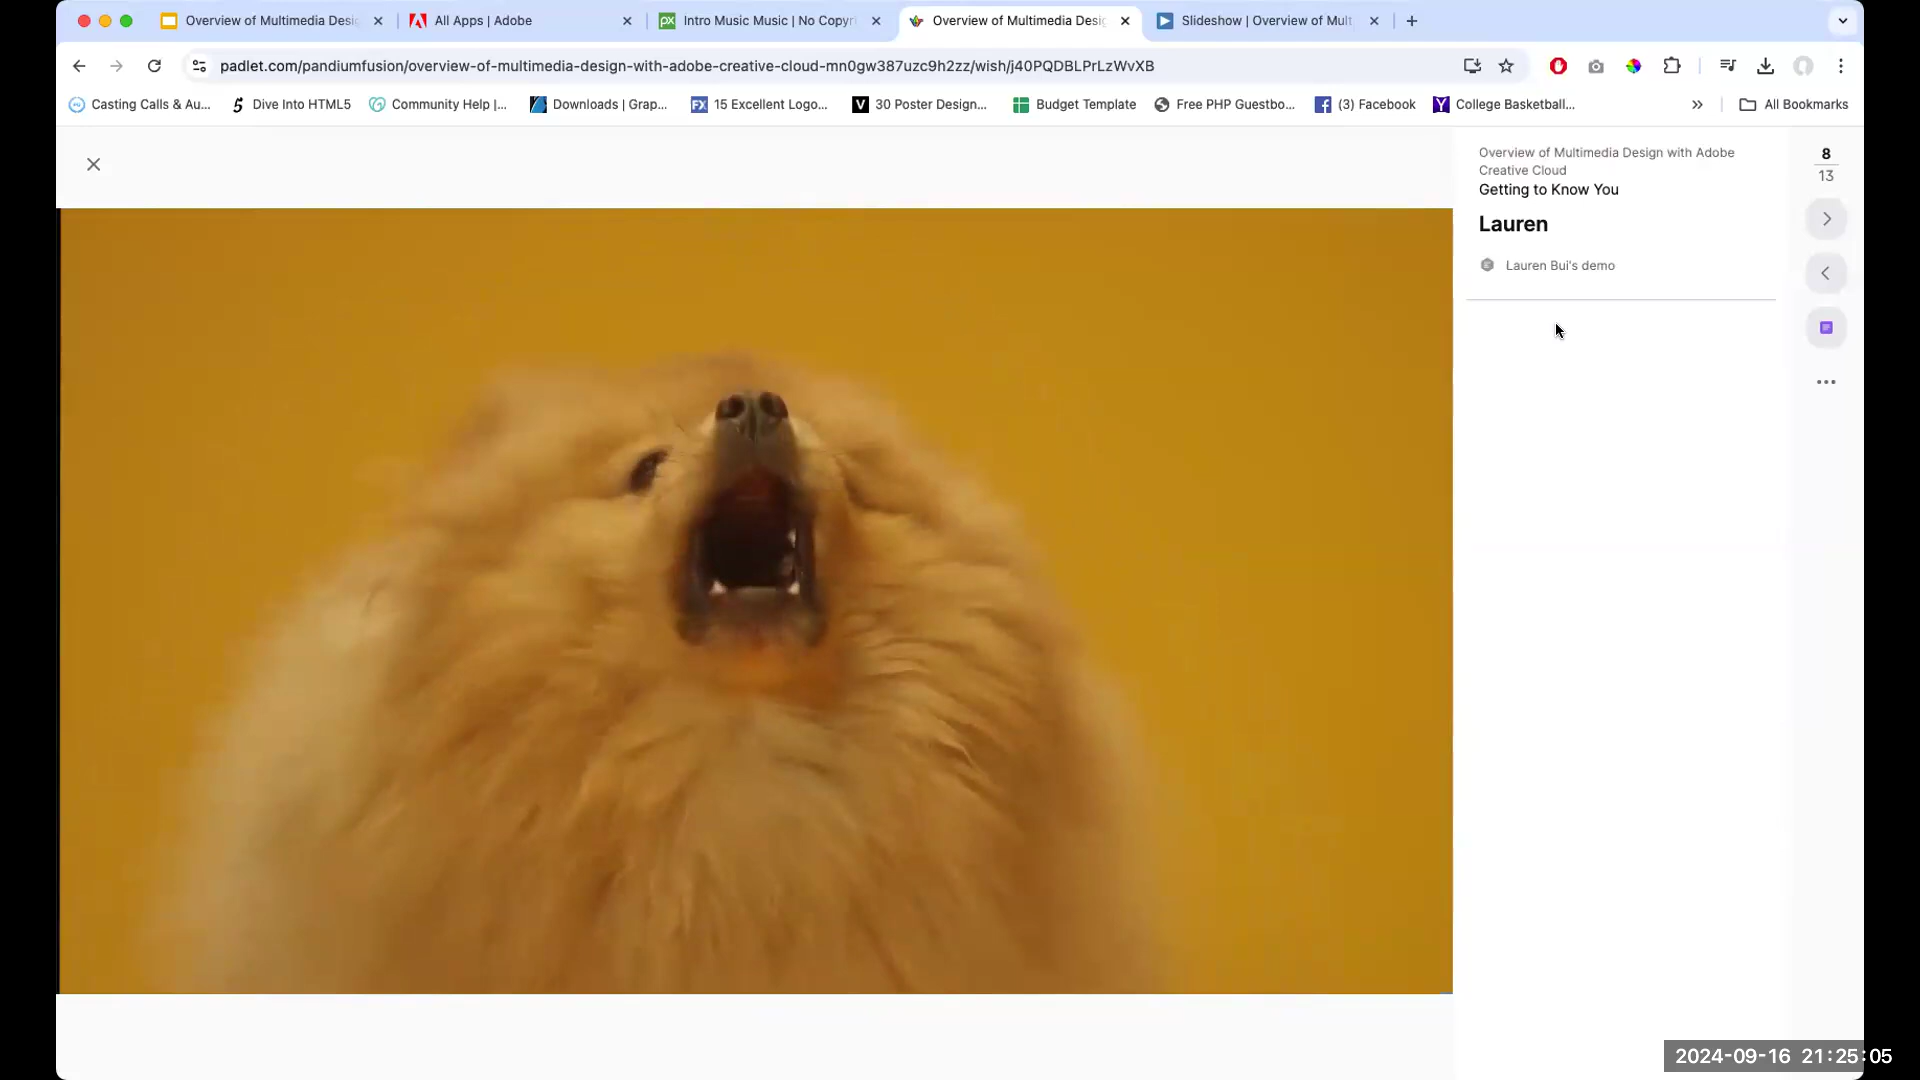 Overview of Multimedia Desi
All Apps | Adobe
Intro Music Music | No Copyri
Overview of Multimedia Desig
Slideshow | Overview of Mult
padlet.com/pandiumfusion/overview-of-multimedia-design-with-adobe-creative-cloud-mn0gw387uzc9h2zz/wish/j40PQDBLPrLzWvXB
Casting Calls & Au...
Dive Into HTML5
Community Help |...
Downloads | Grap...
FX 15 Excellent Logo...
V 30 Poster Design...
Budget Template
Free PHP Guestbo...
(3) Facebook
Y College Basketball...
All Bookmarks
Overview of Multimedia Design with Adobe
Creative Cloud
Getting to Know You
Lauren
Lauren Bui's demo
8
13
2024-09-16 21:25:05